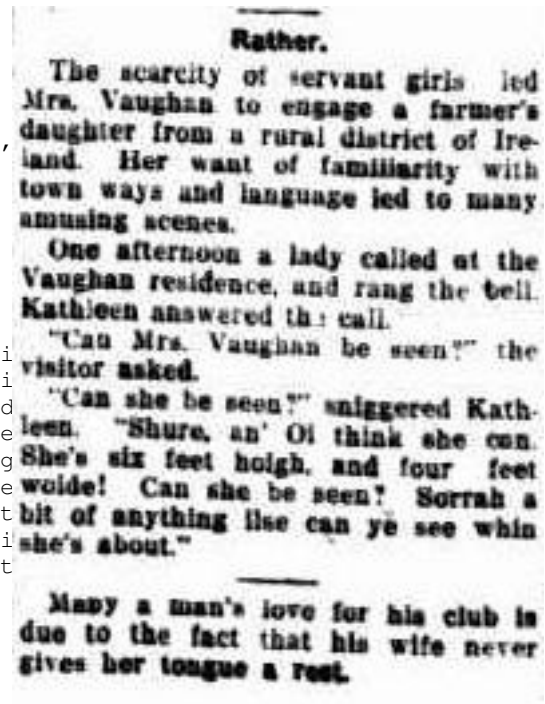 Rather.
The scarcity of servant girls led
Mrs. Vaughan to engage a farmer's
daughter from a rural district of Ire-
land. Her want of familiarity with
town ways and language led to many
amusing scenes.
One afternoon a lady called at the
Vaughan residence, and rang the bell.
Kathleen answered the call.
"Can Mrs. Vaughan be seen?" the
visitor asked.
"Can she be seen?" sniggered Kath-
leen. "Shure, an' Oi think she can.
She's six feet hoigh, and four feet
woide! Can she be seen? Sorrah a
bit of anything ilse can ye see whin
she's about."
Many a man's love for his club is
due to the fact that his wife never
gives her tongue a rest.
,
i
i
d
e
g
e
t
i
t